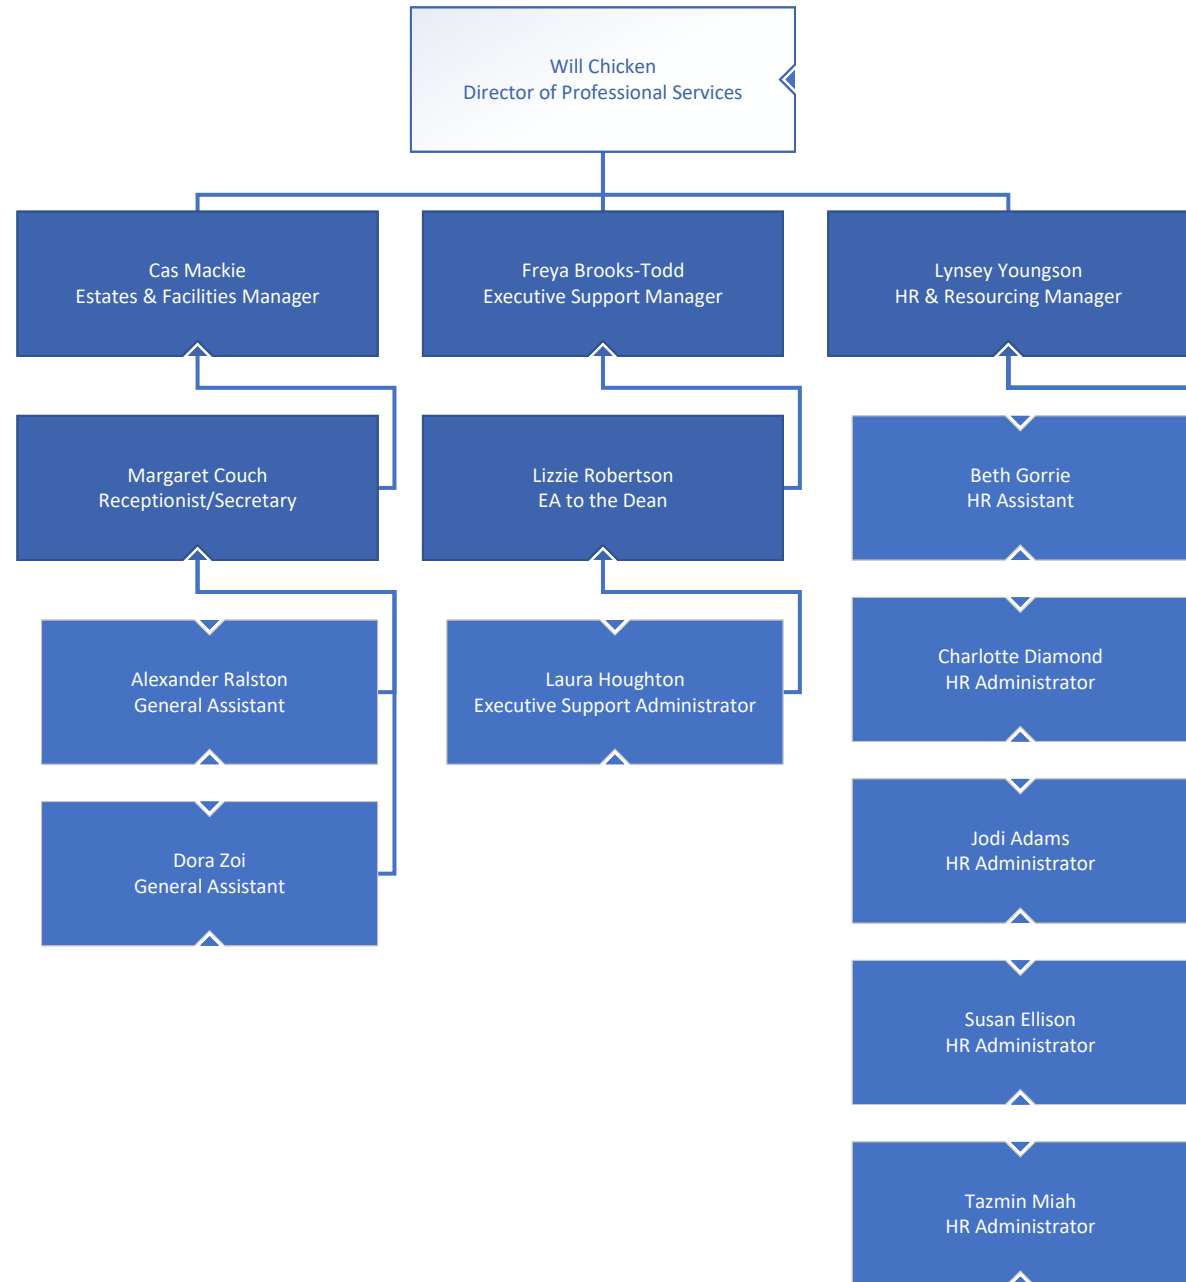 Will Chicken
Director of Professional Services
Cas Mackie
Estates & Facilities Manager
Freya Brooks-Todd
Executive Support Manager
Lynsey Youngson
HR & Resourcing Manager
Margaret Couch
Receptionist/Secretary
Lizzie Robertson
EA to the Dean
Beth Gorrie
HR Assistant
Alexander Ralston
General Assistant
Laura Houghton
Executive Support Administrator
Charlotte Diamond
HR Administrator
Dora Zoi
General Assistant
Jodi Adams
HR Administrator
Susan Ellison
HR Administrator
Tazmin Miah
HR Administrator